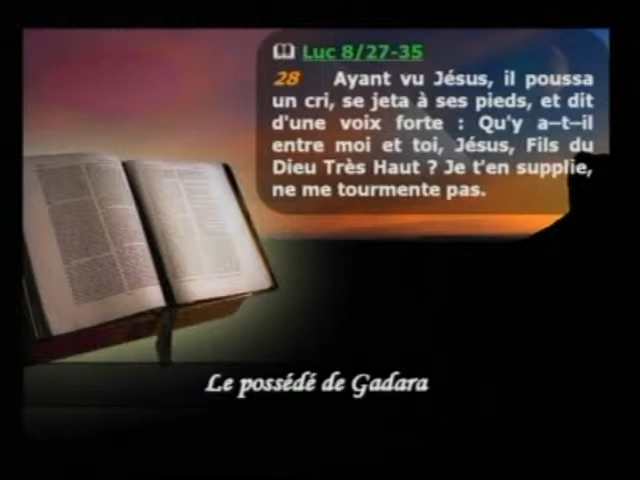 Luc 8/27-35
28 Ayant vu Jésus, il poussa
un cri, se jeta à ses pieds, et dit
d'une voix forte : Qu'y a-t-il
entre moi et toi, Jésus, Fils du
Dieu Très Haut ? Je t'en supplie,
ne me tourmente pas.
Le possédé de Gadara